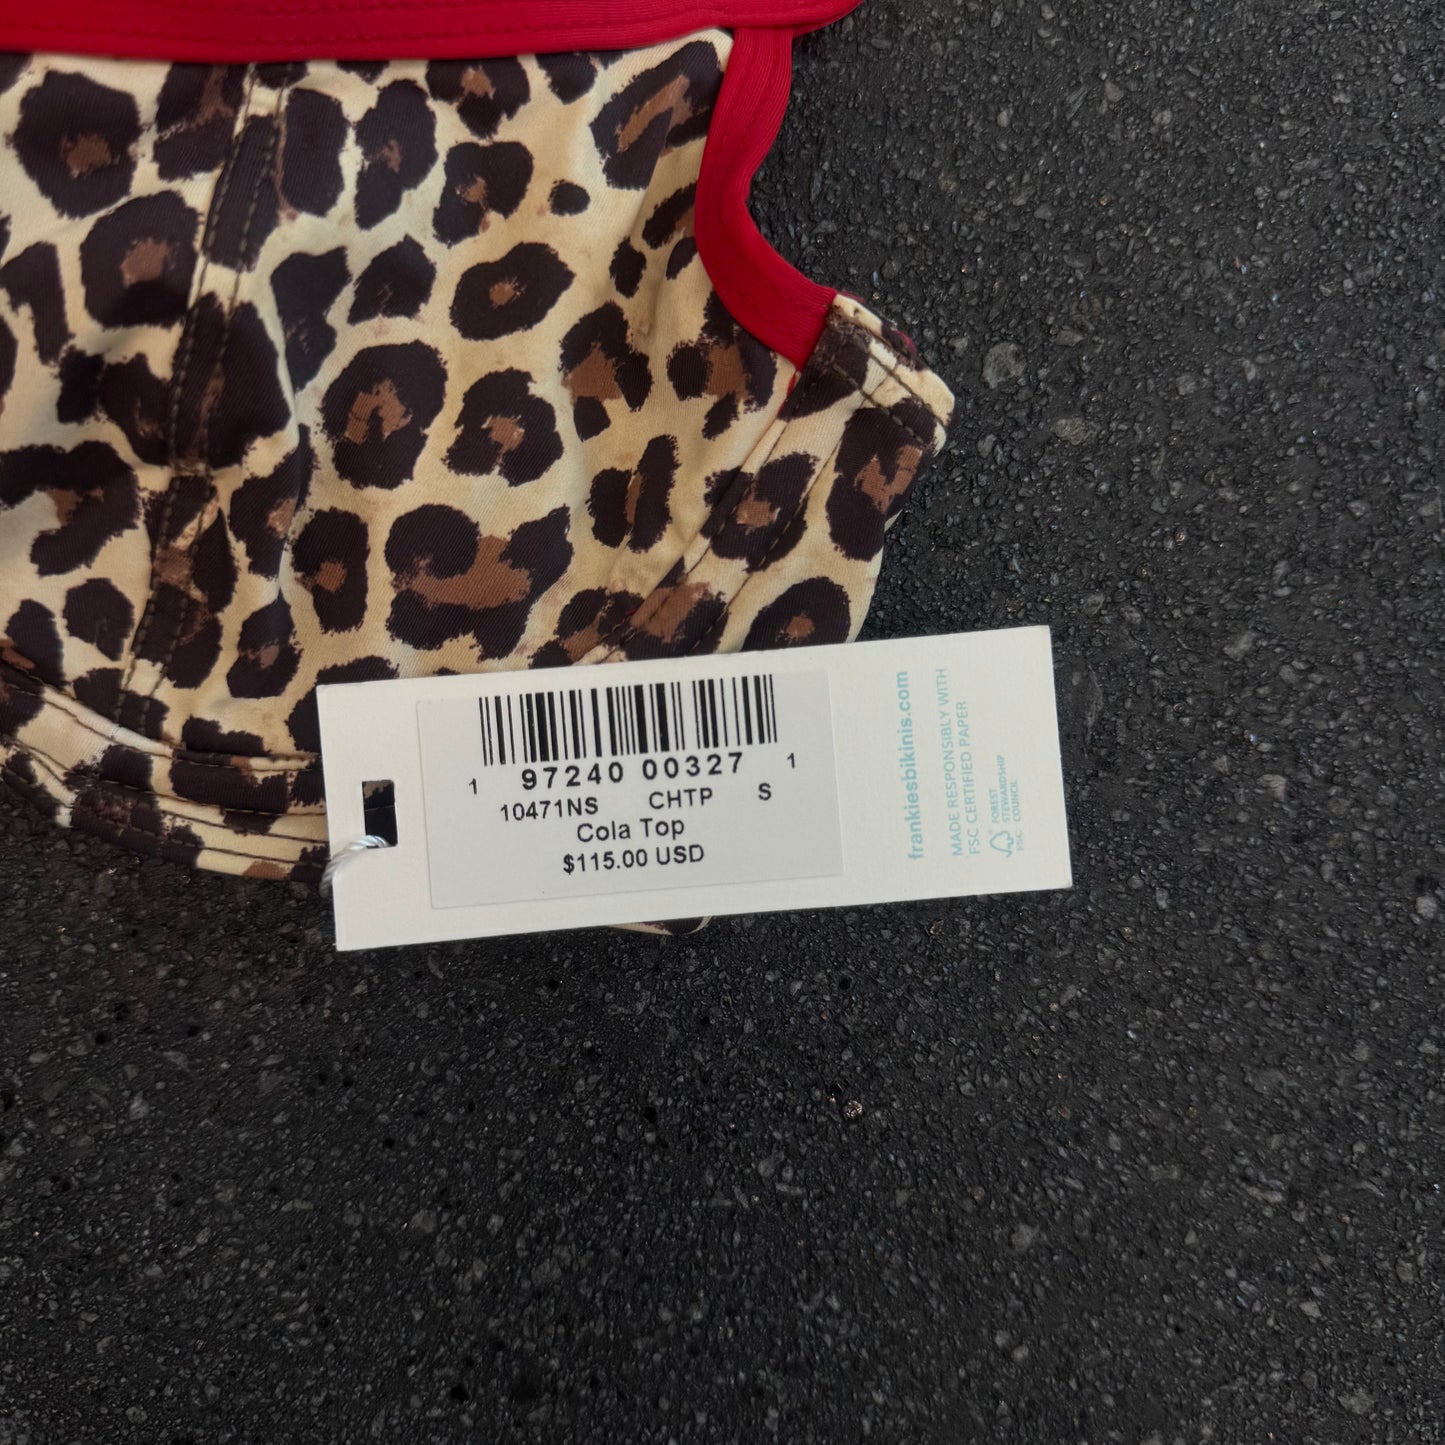 1 97240 00327 1
10471NS CHTP S
Cola Top
$115.00 USD
frankiesbikinis.com
MADE RESPONSIBLY WITH
FSC CERTIFIED PAPER
FSC
FOREST
STEWARDSHIP
COUNCIL